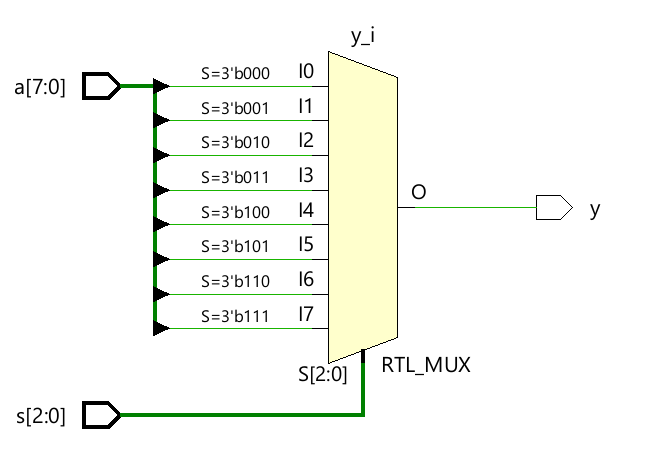 y_i
a[7:0]
S=3'b000 I0
S=3'b001 I1
S=3'b010 I2
S=3'b011 I3
S=3'b100 I4
S=3'b101 I5
S=3'b110 I6
S=3'b111 I7
O
y
S[2:0]
RTL_MUX
s[2:0]